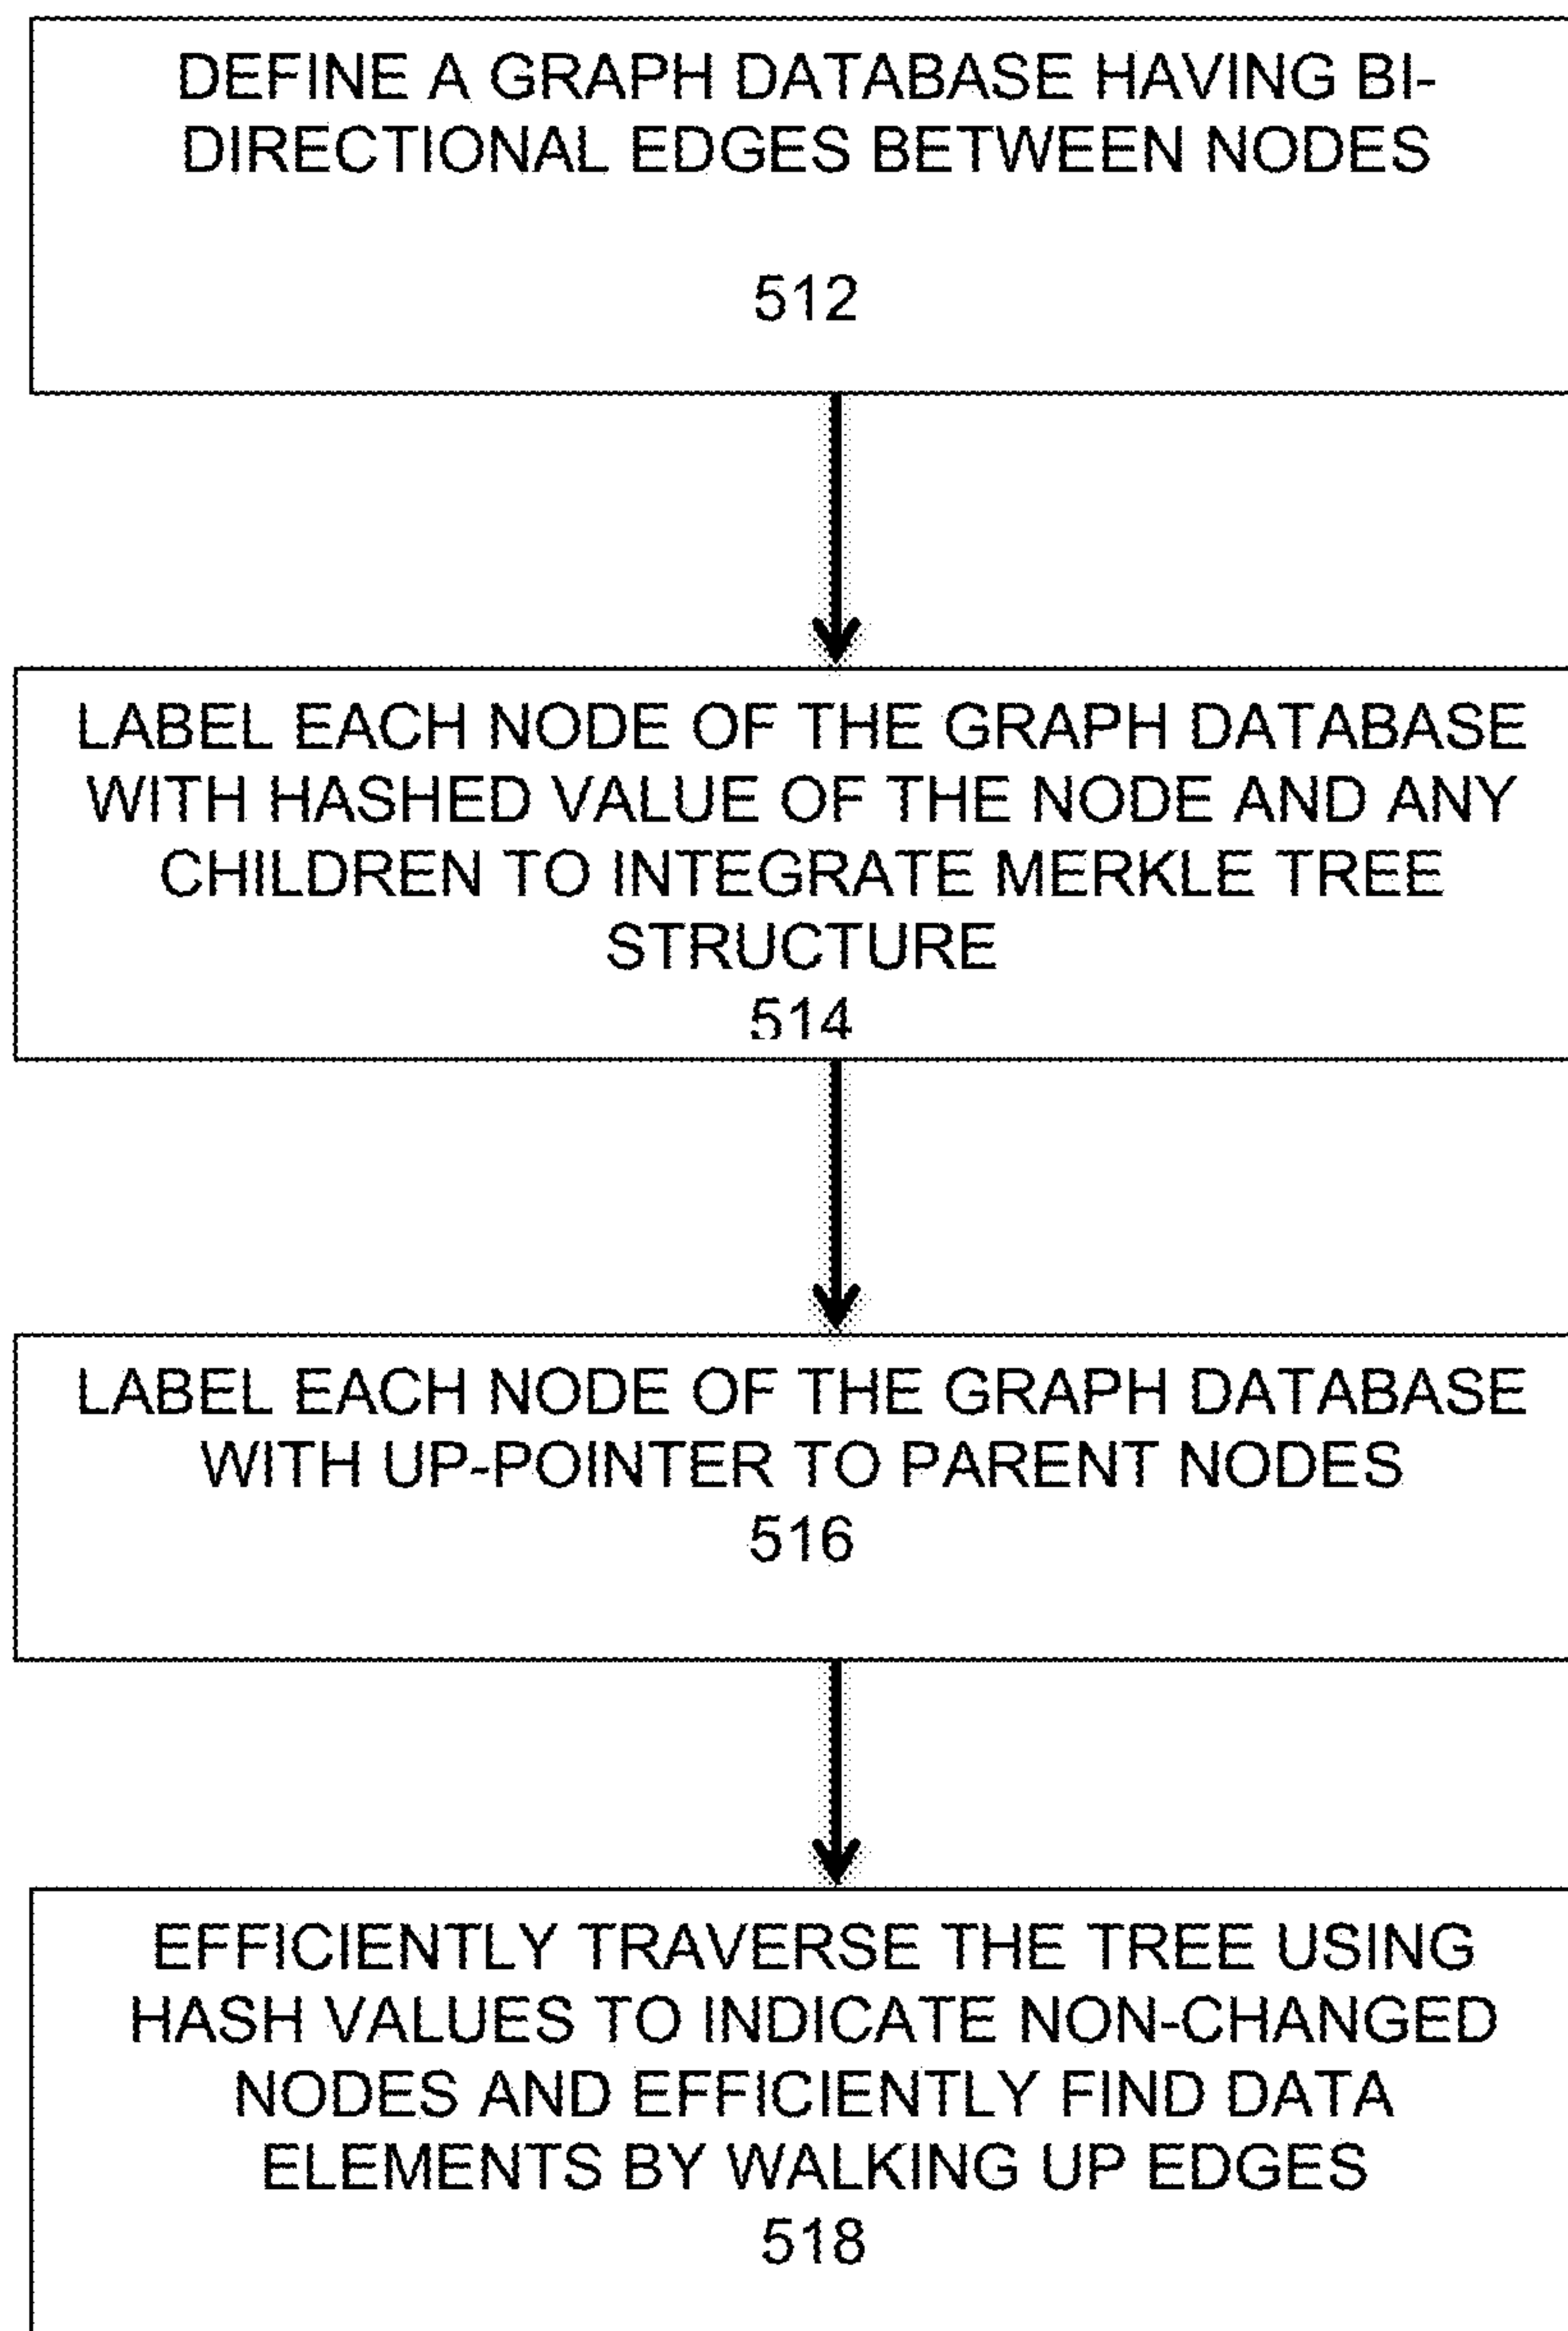 DEFINE A GRAPH DATABASE HAVING BI-
DIRECTIONAL EDGES BETWEEN NODES
512
LABEL EACH NODE OF THE GRAPH DATABASE
WITH HASHED VALUE OF THE NODE AND ANY
CHILDREN TO INTEGRATE MERKLE TREE
STRUCTURE
514
LABEL EACH NODE OF THE GRAPH DATABASE
WITH UP-POINTER TO PARENT NODES
516
EFFICIENTLY TRAVERSE THE TREE USING
HASH VALUES TO INDICATE NON-CHANGED
NODES AND EFFICIENTLY FIND DATA
ELEMENTS BY WALKING UP EDGES
518